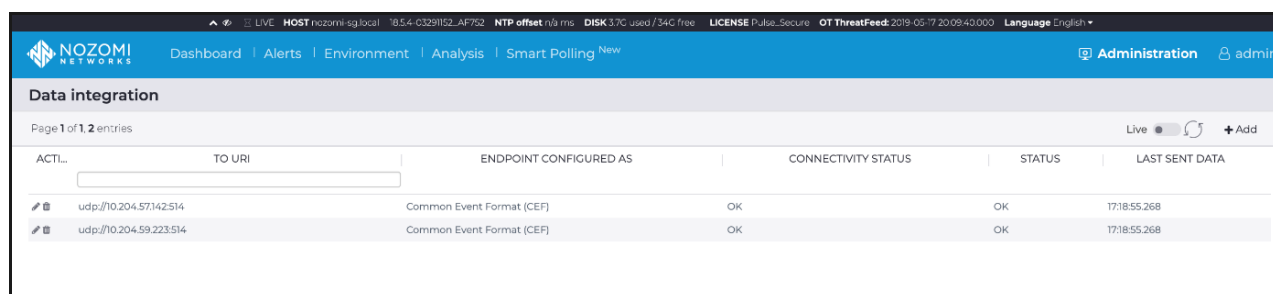 LIVE HOST nozomi-sg.local 18.5.4-03291152_AF752 NTP offset n/a ms DISK 3.7G used / 34G free LICENSE Pulse_Secure OT ThreatFeed: 2019-05-17 20:09:40.000 Language English
NOZOMI NETWORKS Dashboard Alerts Environment Analysis Smart Polling New Administration admin
Data integration
Page 1 of 1, 2 entries Live + Add
ACTI... TO URI ENDPOINT CONFIGURED AS CONNECTIVITY STATUS STATUS LAST SENT DATA
udp://10.204.57.142:514 Common Event Format (CEF) OK OK 17:18:55.268
udp://10.204.59.223:514 Common Event Format (CEF) OK OK 17:18:55.268